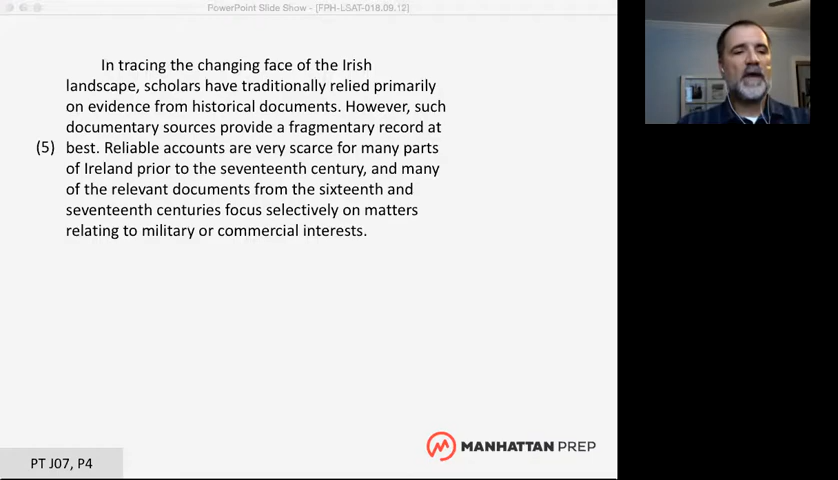 PowerPoint Slide Show - [FPH-LSAT-018.09.12]
In tracing the changing face of the Irish
landscape, scholars have traditionally relied primarily
on evidence from historical documents. However, such
documentary sources provide a fragmentary record at
(5) best. Reliable accounts are very scarce for many parts
of Ireland prior to the seventeenth century, and many
of the relevant documents from the sixteenth and
seventeenth centuries focus selectively on matters
relating to military or commercial interests.
MANHATTAN PREP
PT J07, P4